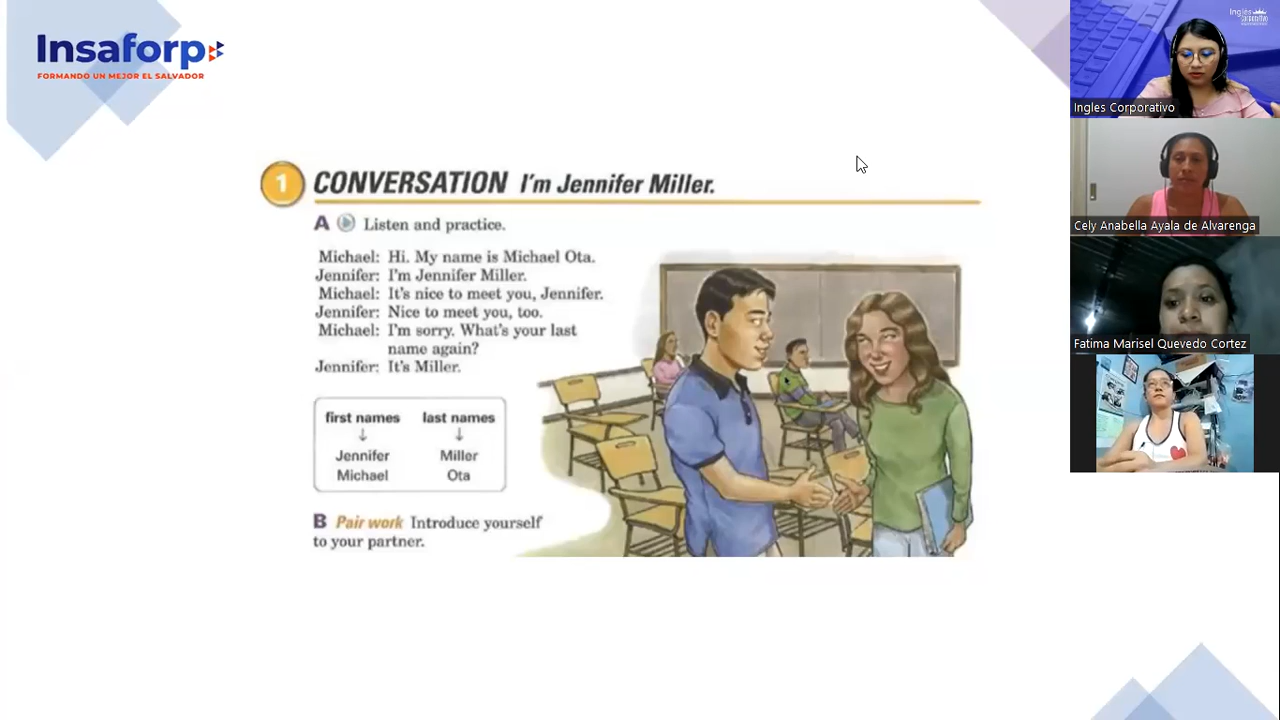 Insaforp
FORMANDO UN MEJOR EL SALVADOR
1 CONVERSATION I'm Jennifer Miller.
A Listen and practice.
Michael: Hi. My name is Michael Ota.
Jennifer: I'm Jennifer Miller.
Michael: It's nice to meet you, Jennifer.
Jennifer: Nice to meet you, too.
Michael: I'm sorry. What's your last
name again?
Jennifer: It's Miller.
first names last names
Jennifer Miller
Michael Ota
B Pair work Introduce yourself
to your partner.
Ingles Corporativo
Ingles Corporativo
Cely Anabella Ayala de Alvarenga
Fatima Marisel Quevedo Cortez